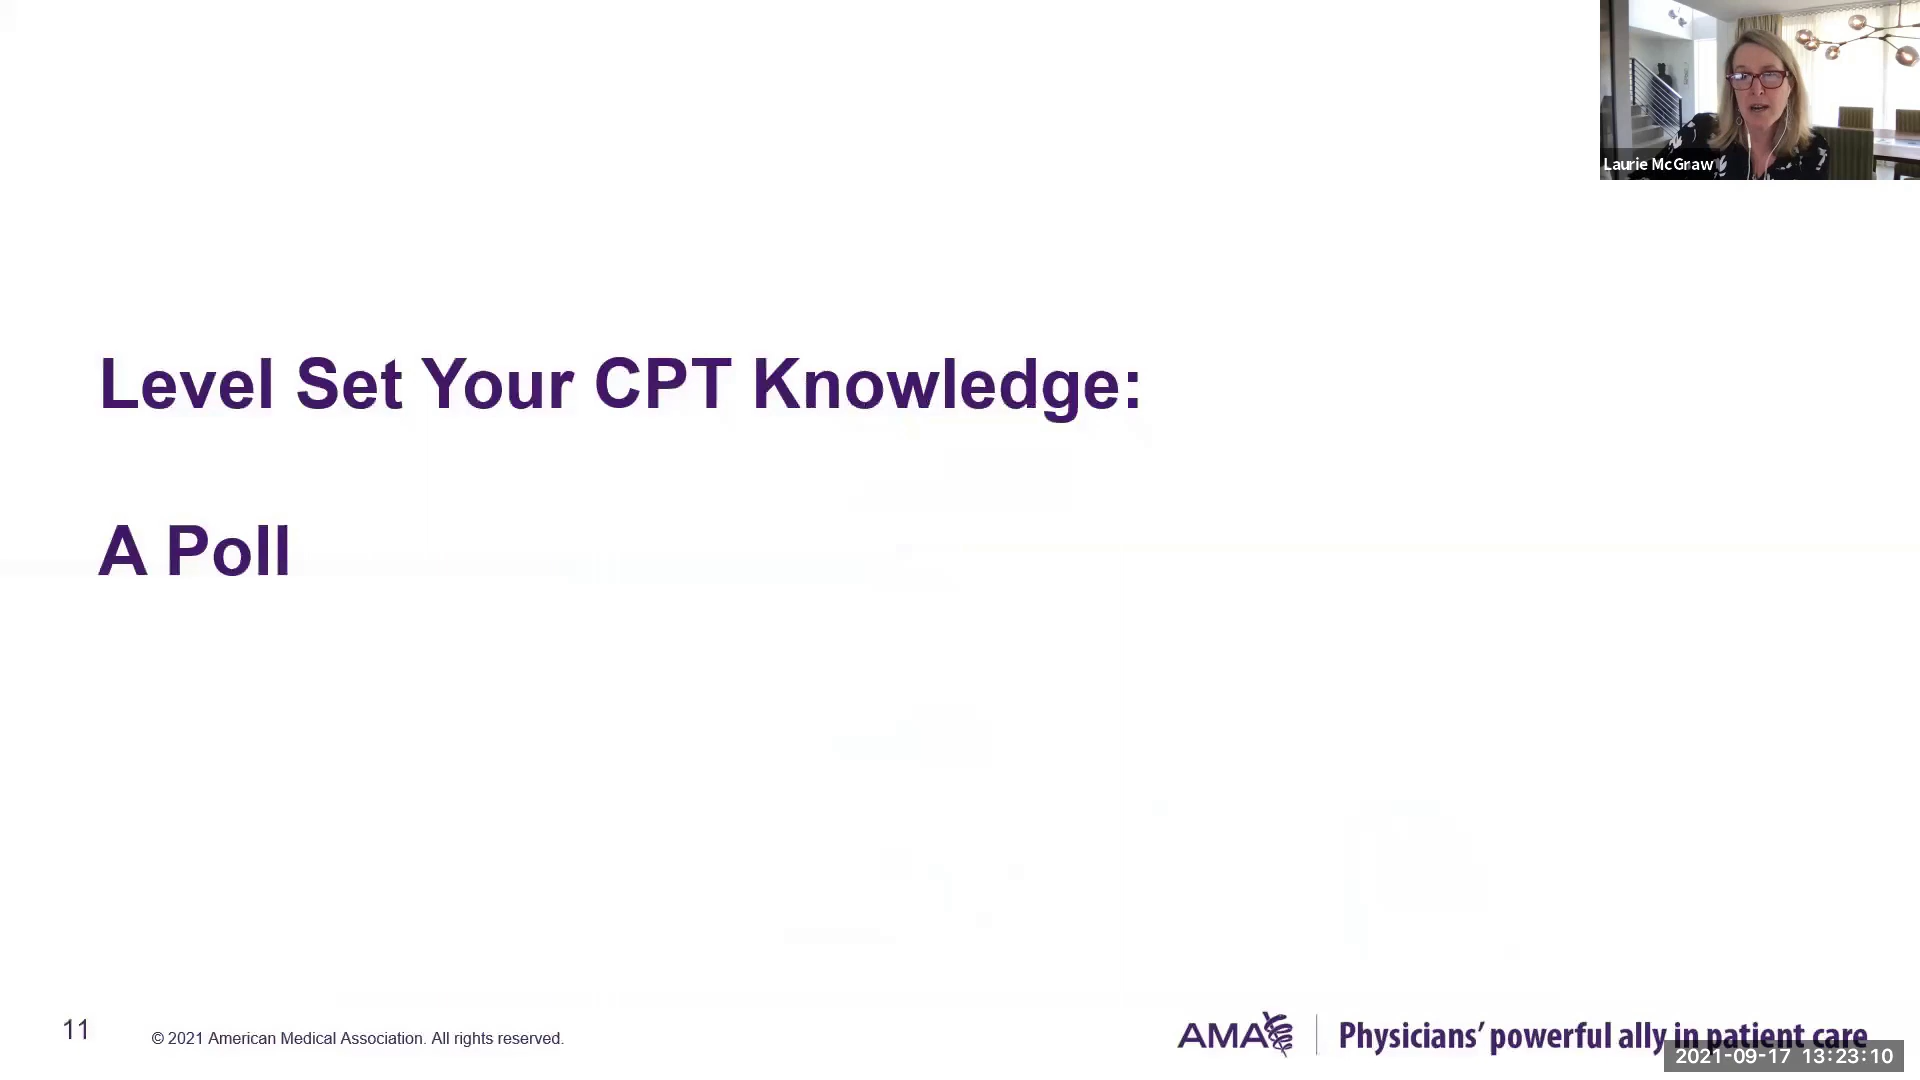 Laurie McGraw
Level Set Your CPT Knowledge:
A Poll
11
© 2021 American Medical Association. All rights reserved.
AMA
Physicians’ powerful ally in patient care
2021-09-17 13:23:10